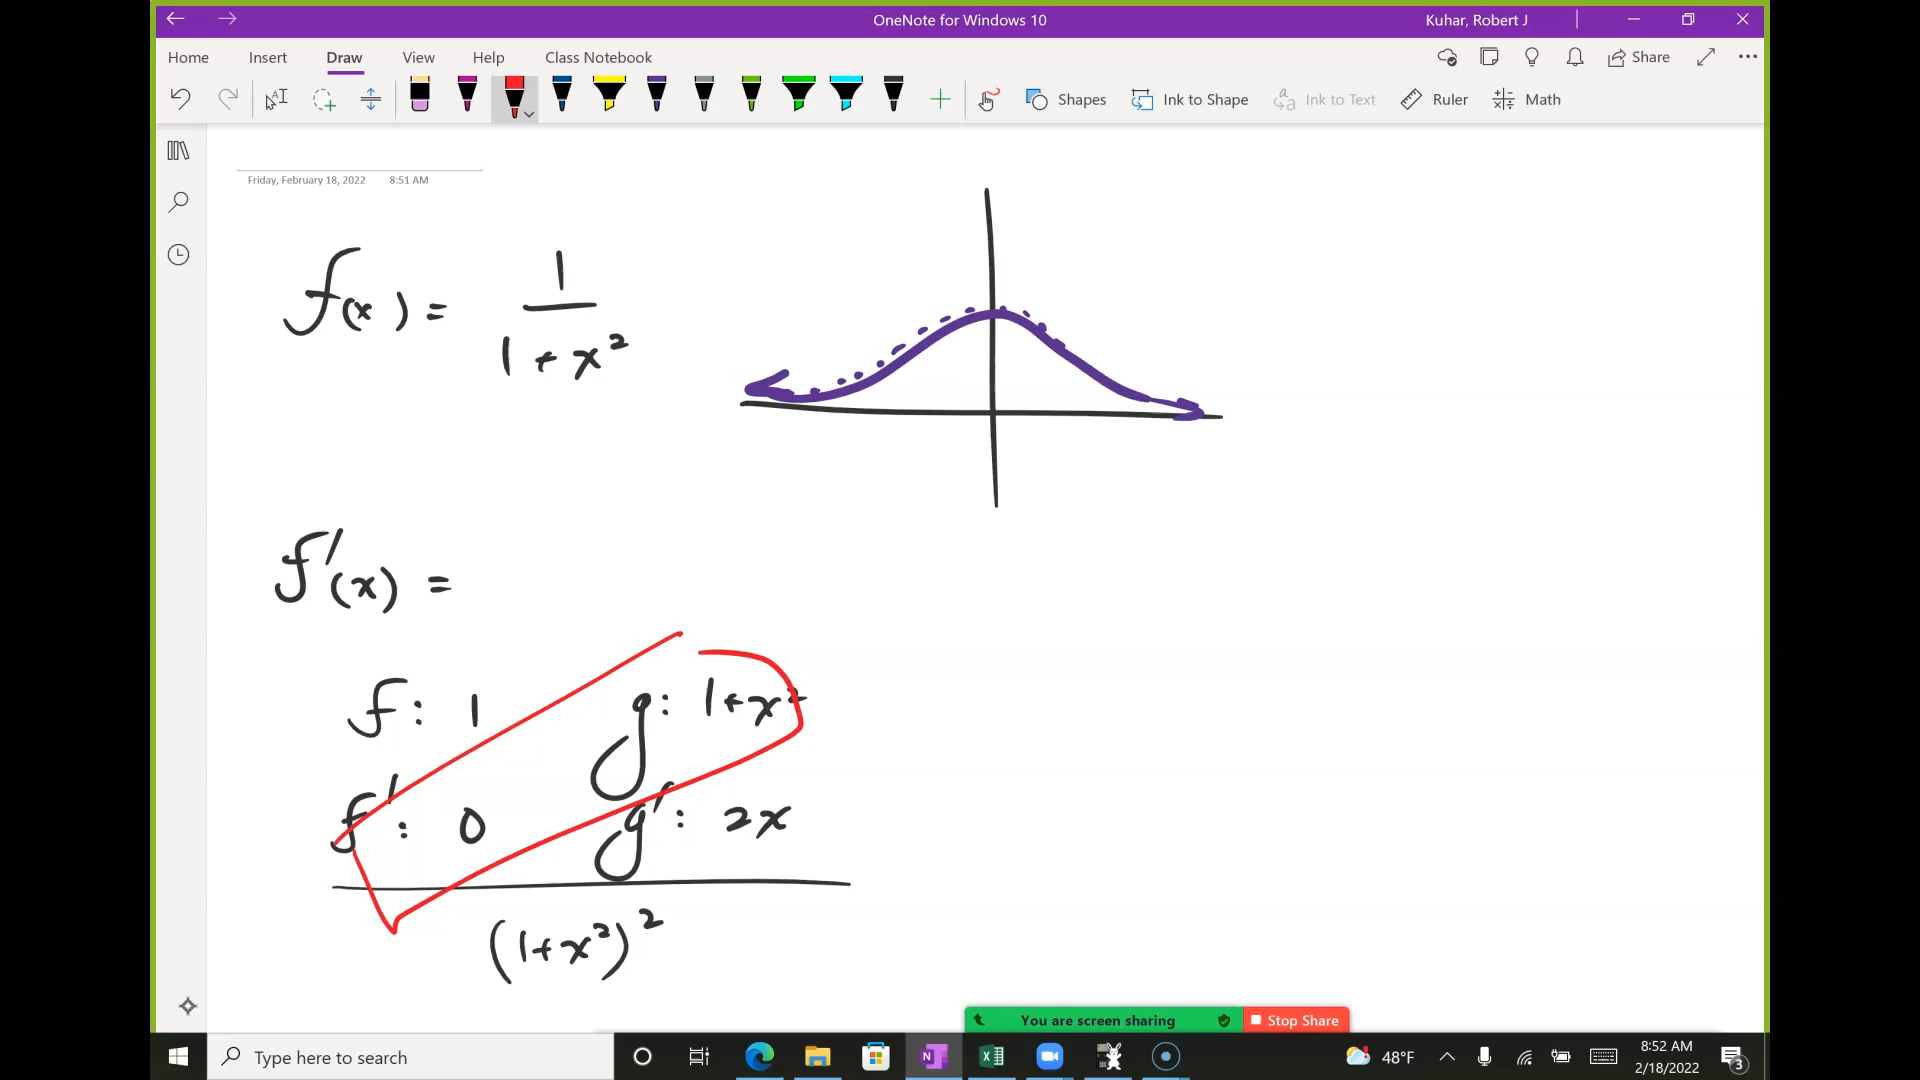 OneNote for Windows 10
Kuhar, Robert J
Home Insert Draw View Help Class Notebook
Share
Shapes Ink to Shape Ink to Text Ruler Math
Friday, February 18, 2022 8:51 AM
f(x) = 1 / 1 + x²
f'(x) =
f: 1 g: 1+x²
f': 0 g': 2x
(1+x²)²
You are screen sharing Stop Share
Type here to search
48°F
8:52 AM
2/18/2022
3